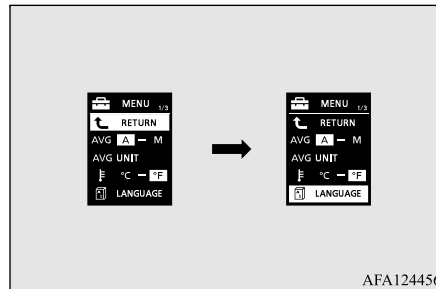 MENU 1/3
RETURN
AVG A – M
AVG UNIT
°C – °F
LANGUAGE
MENU 1/3
RETURN
AVG A – M
AVG UNIT
°C – °F
LANGUAGE
AFA124456